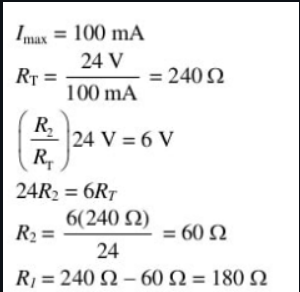 I_max = 100 mA
R_T = 24 V / 100 mA = 240 Ω
(R_2 / R_T) 24 V = 6 V
24R_2 = 6R_T
R_2 = 6(240 Ω) / 24 = 60 Ω
R_1 = 240 Ω – 60 Ω = 180 Ω